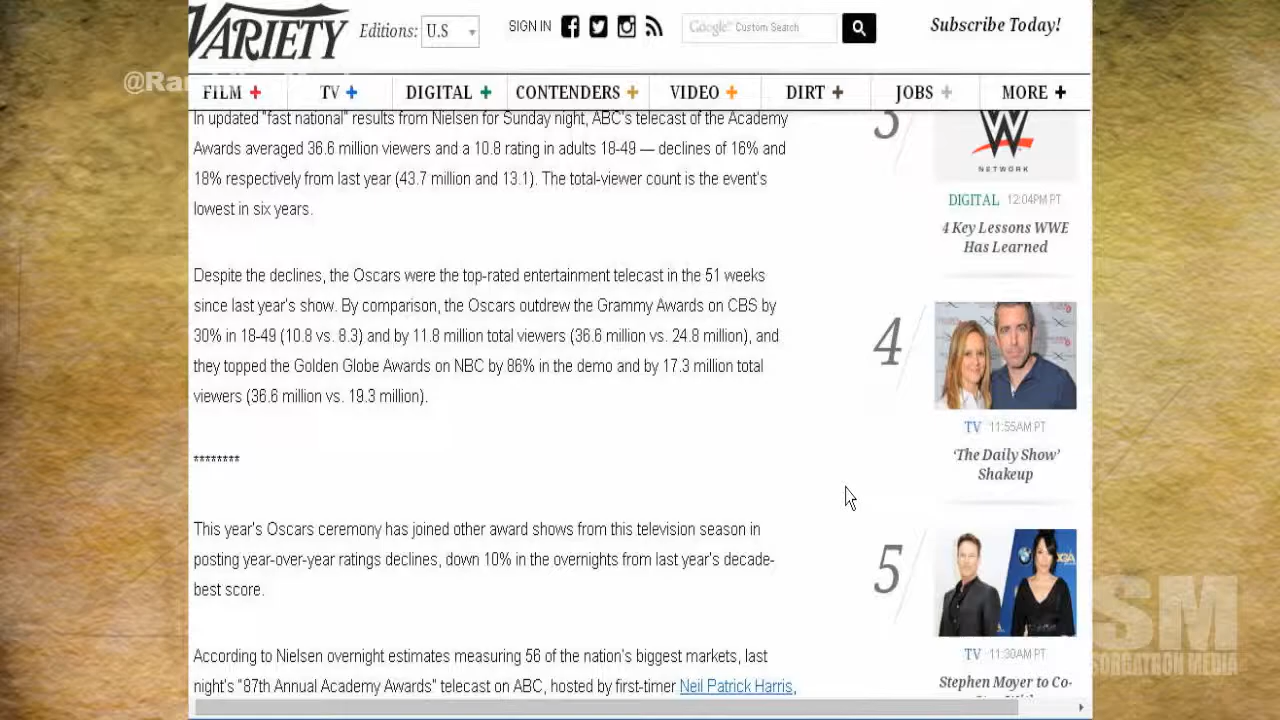 VARIETY
Editions: U.S
SIGN IN
Google Custom Search
Subscribe Today!
FILM + TV + DIGITAL + CONTENDERS + VIDEO + DIRT + JOBS + MORE +
In updated "fast national" results from Nielsen for Sunday night, ABC's telecast of the Academy
Awards averaged 36.6 million viewers and a 10.8 rating in adults 18-49 — declines of 16% and
18% respectively from last year (43.7 million and 13.1). The total-viewer count is the event's
lowest in six years.
Despite the declines, the Oscars were the top-rated entertainment telecast in the 51 weeks
since last year's show. By comparison, the Oscars outdrew the Grammy Awards on CBS by
30% in 18-49 (10.8 vs. 8.3) and by 11.8 million total viewers (36.6 million vs. 24.8 million), and
they topped the Golden Globe Awards on NBC by 86% in the demo and by 17.3 million total
viewers (36.6 million vs. 19.3 million).
********
This year's Oscars ceremony has joined other award shows from this television season in
posting year-over-year ratings declines, down 10% in the overnights from last year's decade-
best score.
According to Nielsen overnight estimates measuring 56 of the nation's biggest markets, last
night's "87th Annual Academy Awards" telecast on ABC, hosted by first-timer Neil Patrick Harris,
3
NETWORK
DIGITAL 12:04PM PT
4 Key Lessons WWE
Has Learned
4
TV 11:55AM PT
'The Daily Show'
Shakeup
5
TV 11:30AM PT
Stephen Moyer to Co-
SM
SORGATRON MEDIA